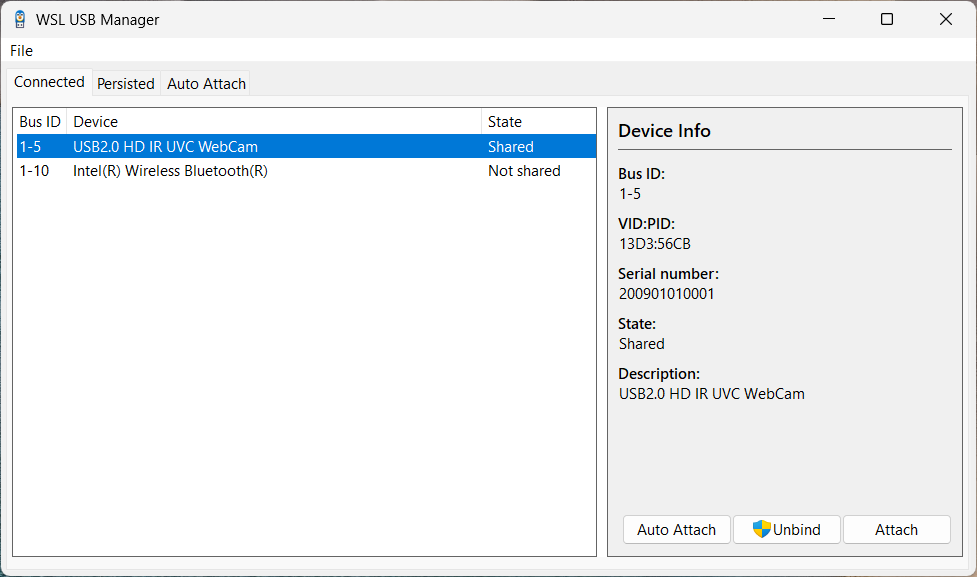 WSL USB Manager
File
Connected Persisted Auto Attach
Bus ID Device State
1-5 USB2.0 HD IR UVC WebCam Shared
1-10 Intel(R) Wireless Bluetooth(R) Not shared
Device Info
Bus ID:
1-5
VID:PID:
13D3:56CB
Serial number:
200901010001
State:
Shared
Description:
USB2.0 HD IR UVC WebCam
Auto Attach Unbind Attach